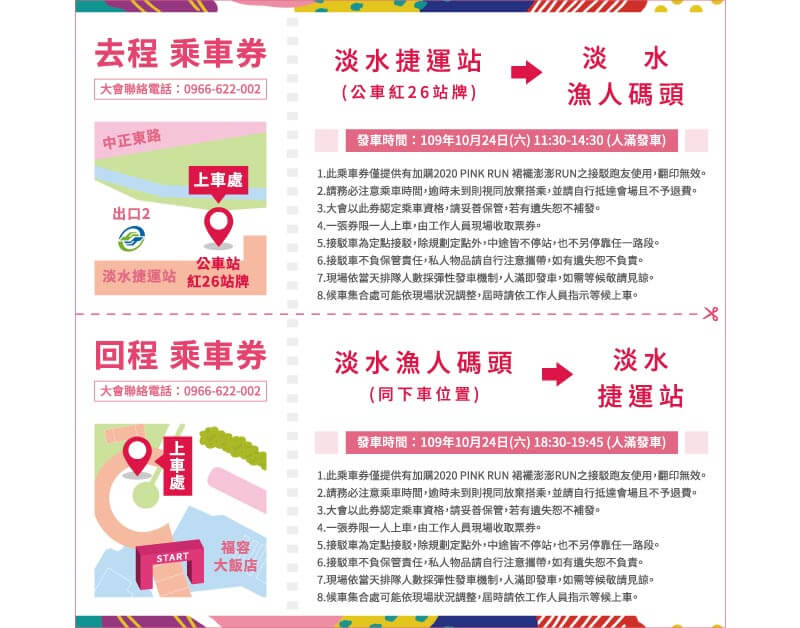 去程 乘車券
大會聯絡電話：0966-622-002
中正東路
上車處
出口2
公車站
紅26站牌
淡水捷運站
淡水捷運站
(公車紅26站牌)
淡 水
漁人碼頭
發車時間：109年10月24日(六) 11:30-14:30 (人滿發車)
1.此乘車券僅提供有加購2020 PINK RUN 裙襬澎澎RUN之接駁跑友使用，翻印無效。
2.請務必注意乘車時間，逾時未到則視同放棄搭乘，並請自行抵達會場且不予退費。
3.大會以此券認定乘車資格，請妥善保管，若有遺失恕不補發。
4.一張券限一人上車，由工作人員現場收取票券。
5.接駁車為定點接駁，除規劃定點外，中途皆不停站，也不另停靠任一路段。
6.接駁車不負保管責任，私人物品請自行注意攜帶，如有遺失恕不負責。
7.現場依當天排隊人數採彈性發車機制，人滿即發車，如需等候敬請見諒。
8.候車集合處可能依現場狀況調整，屆時請依工作人員指示等候上車。
回程 乘車券
大會聯絡電話：0966-622-002
上車處
START
福容
大飯店
淡水漁人碼頭
(同下車位置)
淡水
捷運站
發車時間：109年10月24日(六) 18:30-19:45 (人滿發車)
1.此乘車券僅提供有加購2020 PINK RUN 裙襬澎澎RUN之接駁跑友使用，翻印無效。
2.請務必注意乘車時間，逾時未到則視同放棄搭乘，並請自行抵達會場且不予退費。
3.大會以此券認定乘車資格，請妥善保管，若有遺失恕不補發。
4.一張券限一人上車，由工作人員現場收取票券。
5.接駁車為定點接駁，除規劃定點外，中途皆不停站，也不另停靠任一路段。
6.接駁車不負保管責任，私人物品請自行注意攜帶，如有遺失恕不負責。
7.現場依當天排隊人數採彈性發車機制，人滿即發車，如需等候敬請見諒。
8.候車集合處可能依現場狀況調整，屆時請依工作人員指示等候上車。